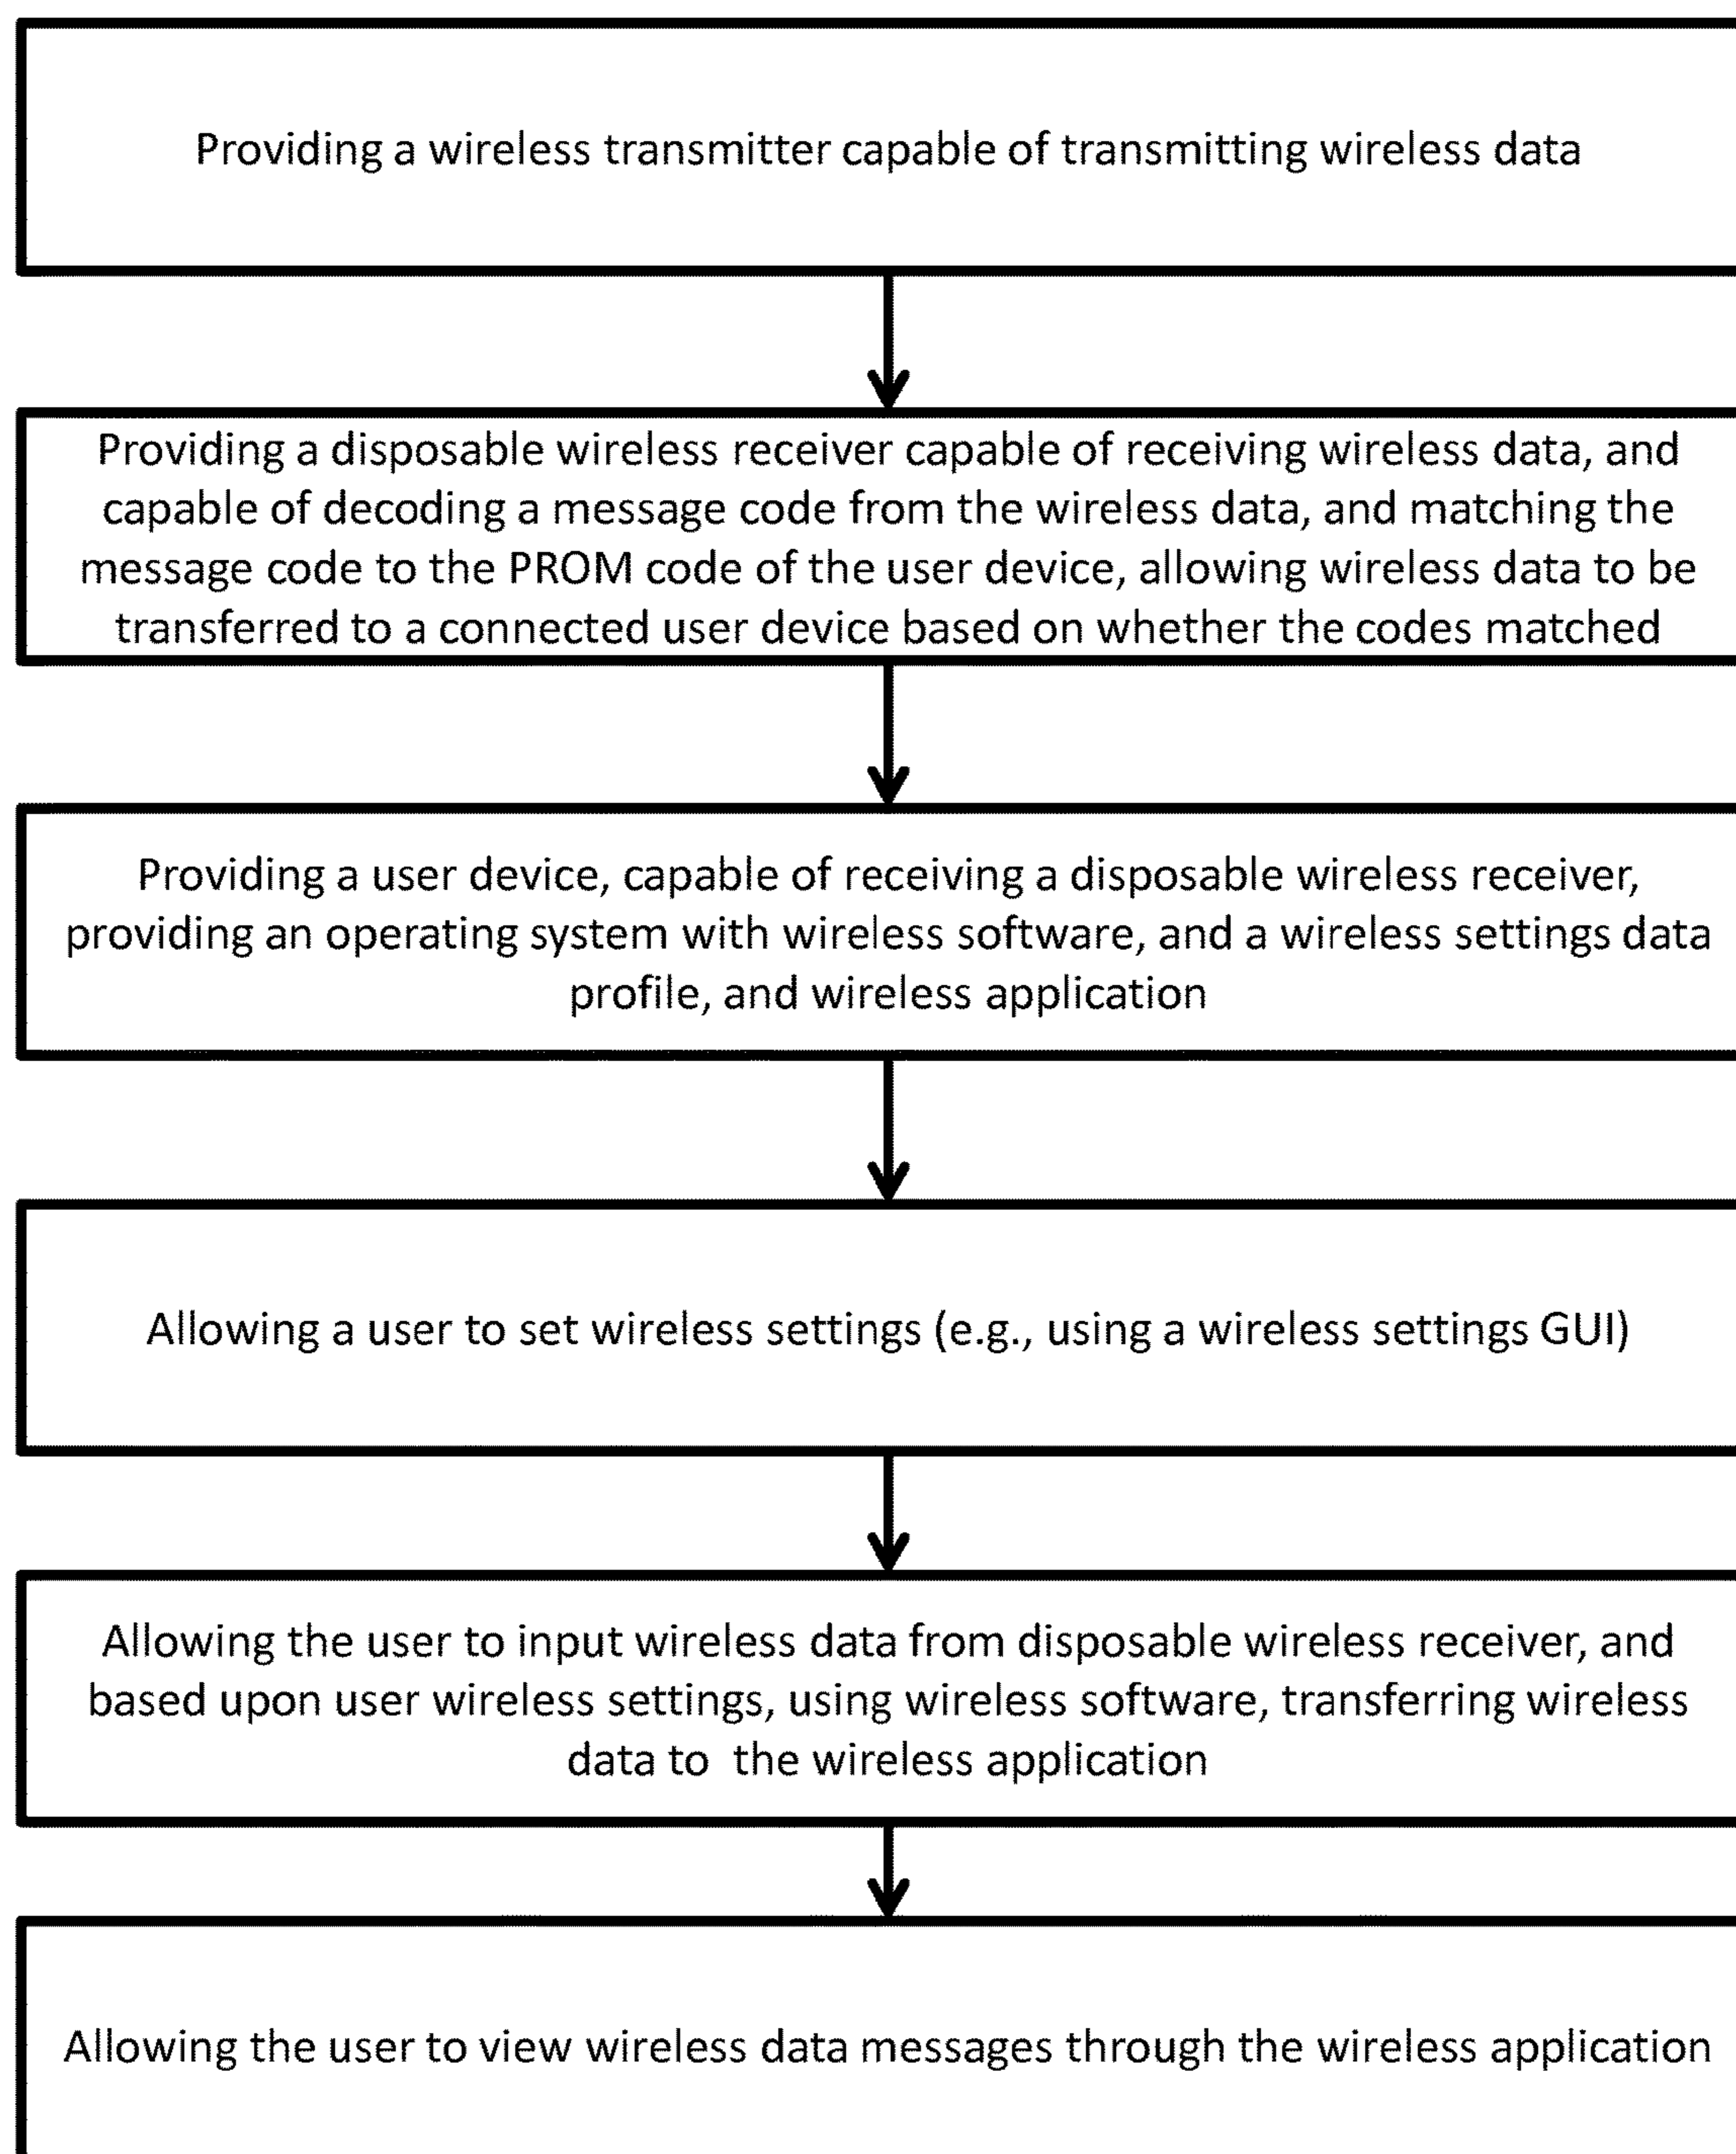 Providing a wireless transmitter capable of transmitting wireless data
Providing a disposable wireless receiver capable of receiving wireless data, and
capable of decoding a message code from the wireless data, and matching the
message code to the PROM code of the user device, allowing wireless data to be
transferred to a connected user device based on whether the codes matched
Providing a user device, capable of receiving a disposable wireless receiver,
providing an operating system with wireless software, and a wireless settings data
profile, and wireless application
Allowing a user to set wireless settings (e.g., using a wireless settings GUI)
Allowing the user to input wireless data from disposable wireless receiver, and
based upon user wireless settings, using wireless software, transferring wireless
data to  the wireless application
Allowing the user to view wireless data messages through the wireless application